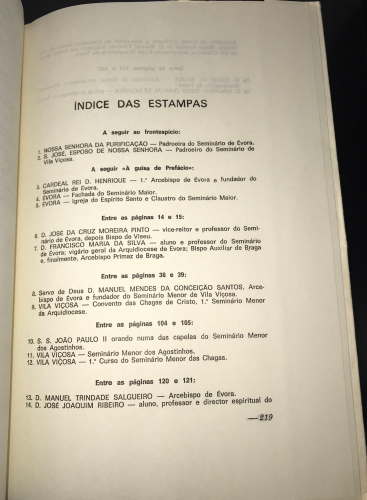 ÍNDICE DAS ESTAMPAS
A seguir ao frontespício:
1. NOSSA SENHORA DA PURIFICAÇÃO — Padroeira do Seminário de Évora.
2. S. JOSÉ, ESPOSO DE NOSSA SENHORA — Padroeiro do Seminário de
Vila Viçosa.
A seguir «À guisa de Prefácio»:
3. CARDEAL REI D. HENRIQUE — 1.º Arcebispo de Évora e fundador do
Seminário de Évora.
4. ÉVORA — Fachada do Seminário Maior.
5. ÉVORA — Igreja do Espírito Santo e Claustro do Seminário Maior.
Entre as páginas 14 e 15:
6. D. JOSÉ DA CRUZ MOREIRA PINTO — vice-reitor e professor do Semi-
nário de Évora, depois Bispo de Viseu.
7. D. FRANCISCO MARIA DA SILVA — aluno e professor do Seminário
de Évora; vigário geral da Arquidiocese de Évora; Bispo Auxiliar de Braga
e, finalmente, Arcebispo Primaz de Braga.
Entre as páginas 38 e 39:
8. Servo de Deus D. MANUEL MENDES DA CONCEIÇÃO SANTOS, Arce-
bispo de Évora e fundador do Seminário Menor de Vila Viçosa.
9. VILA VIÇOSA — Convento das Chagas de Cristo, 1.º Seminário Menor
da Arquidiocese.
Entre as páginas 104 e 105:
10. S. S. JOÃO PAULO II orando numa das capelas do Seminário Menor
dos Agostinhos.
11. VILA VIÇOSA — Seminário Menor dos Agostinhos.
12. VILA VIÇOSA — 1.º Curso do Seminário Menor das Chagas.
Entre as páginas 120 e 121:
13. D. MANUEL TRINDADE SALGUEIRO — Arcebispo de Évora.
14. D. JOSÉ JOAQUIM RIBEIRO — aluno, professor e director espiritual do
—219